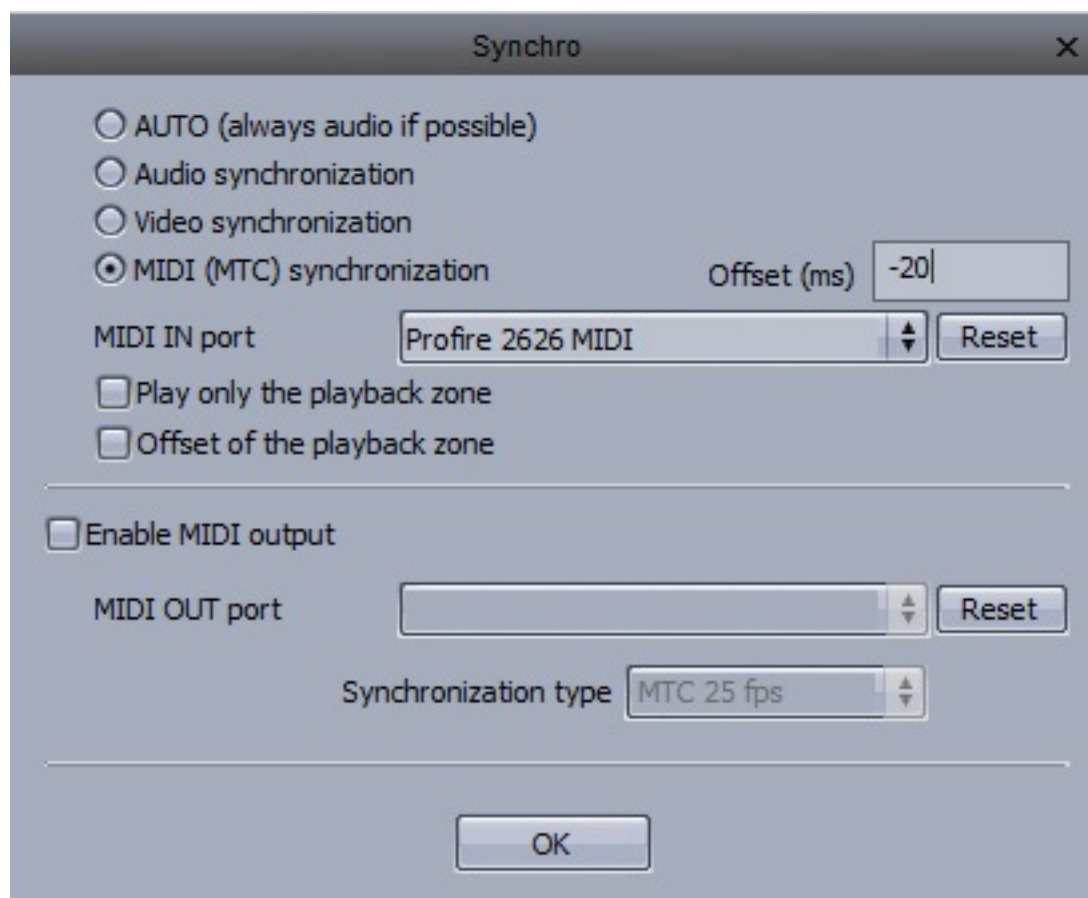 Synchro
AUTO (always audio if possible)
Audio synchronization
Video synchronization
MIDI (MTC) synchronization Offset (ms) -20
MIDI IN port Profire 2626 MIDI Reset
Play only the playback zone
Offset of the playback zone
Enable MIDI output
MIDI OUT port Reset
Synchronization type MTC 25 fps
OK